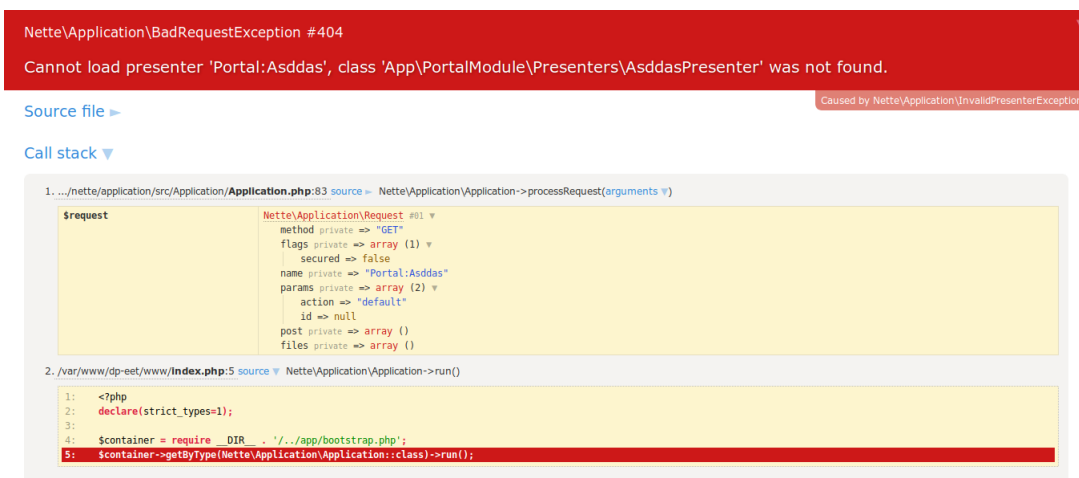 Nette\Application\BadRequestException #404
Cannot load presenter 'Portal:Asddas', class 'App\PortalModule\Presenters\AsddasPresenter' was not found.
Caused by Nette\Application\InvalidPresenterException
Source file ►
Call stack ▼
1. .../nette/application/src/Application/Application.php:83 source ► Nette\Application\Application->processRequest(arguments ▼)
$request Nette\Application\Request #01 ▼
method private => "GET"
flags private => array (1) ▼
secured => false
name private => "Portal:Asddas"
params private => array (2) ▼
action => "default"
id => null
post private => array ()
files private => array ()
2. /var/www/dp-eet/www/index.php:5 source ▼ Nette\Application\Application->run()
1: <?php
2: declare(strict_types=1);
3:
4: $container = require __DIR__ . '/../app/bootstrap.php';
5: $container->getByType(Nette\Application\Application::class)->run();